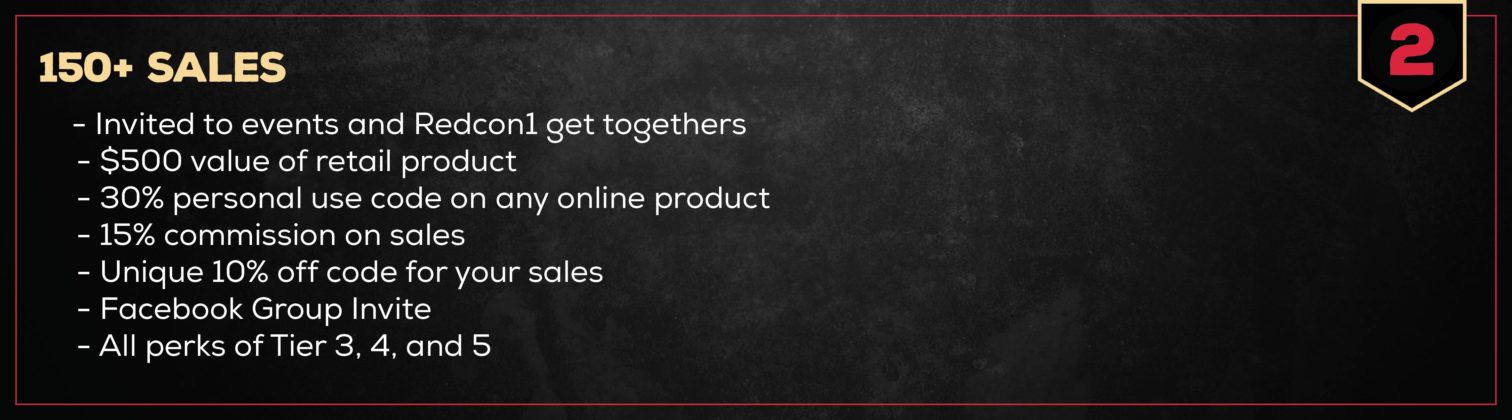 2
150+ SALES
- Invited to events and Redcon1 get togethers
- $500 value of retail product
- 30% personal use code on any online product
- 15% commission on sales
- Unique 10% off code for your sales
- Facebook Group Invite
- All perks of Tier 3, 4, and 5